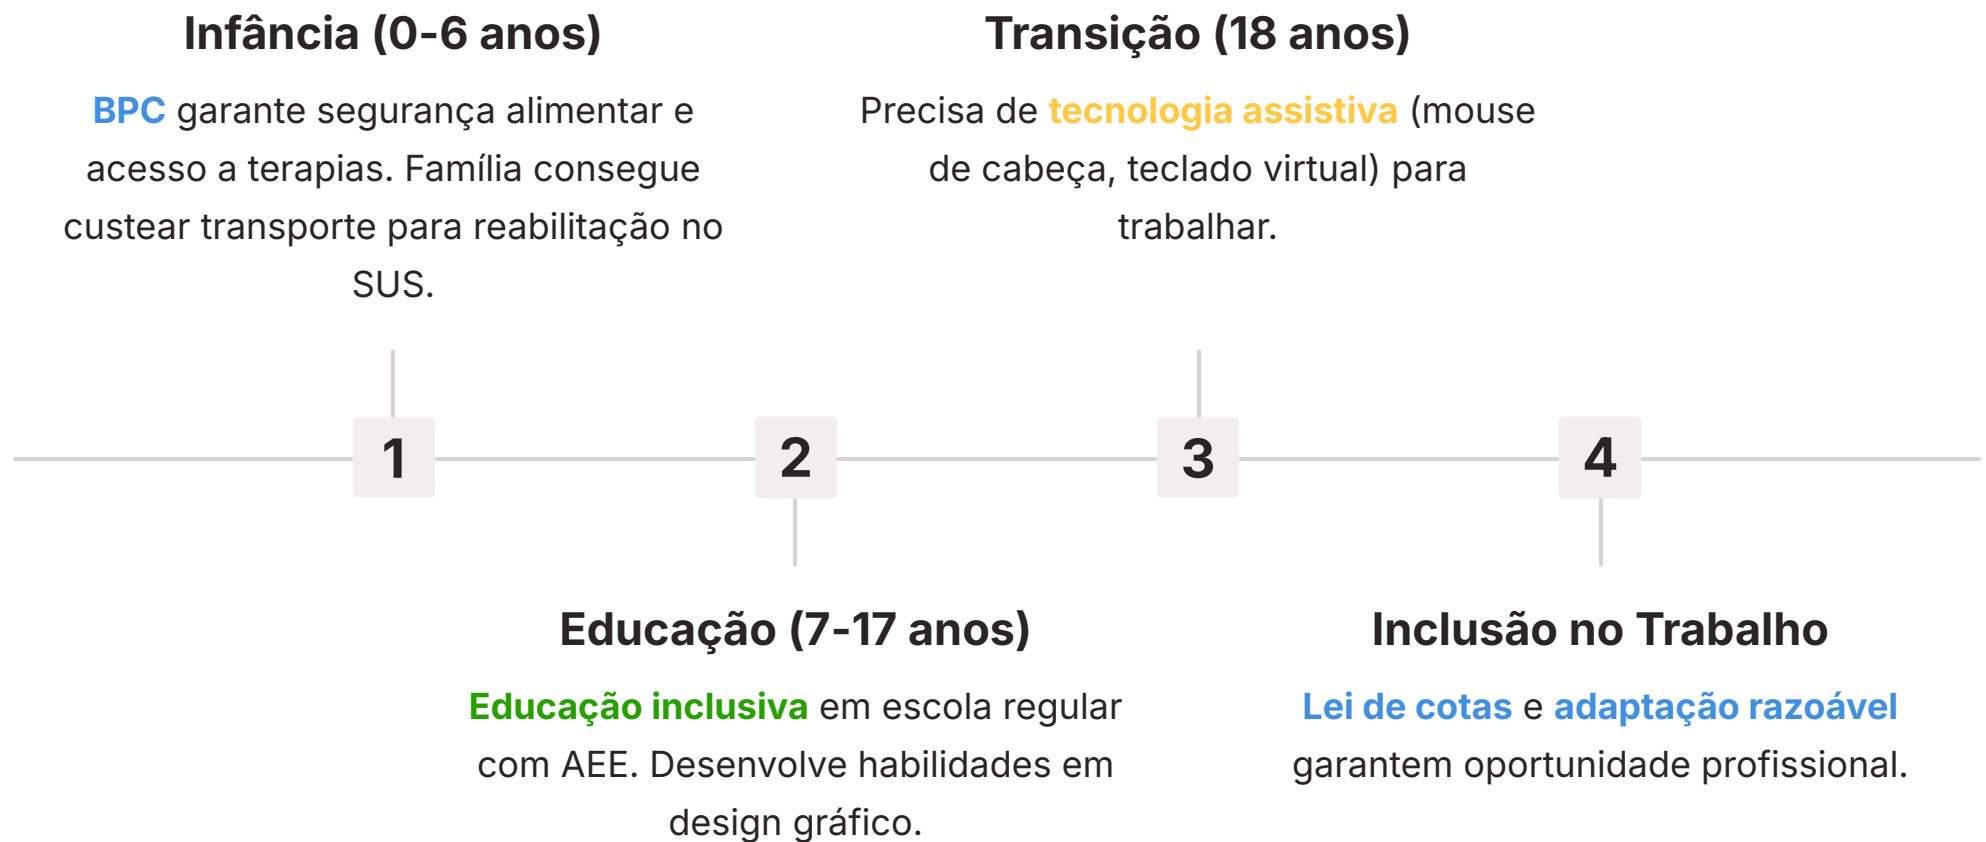 Infância (0-6 anos)
BPC garante segurança alimentar e
acesso a terapias. Família consegue
custear transporte para reabilitação no
SUS.
Transição (18 anos)
Precisa de tecnologia assistiva (mouse
de cabeça, teclado virtual) para
trabalhar.
1
2
3
4
Educação (7-17 anos)
Educação inclusiva em escola regular
com AEE. Desenvolve habilidades em
design gráfico.
Inclusão no Trabalho
Lei de cotas e adaptação razoável
garantem oportunidade profissional.